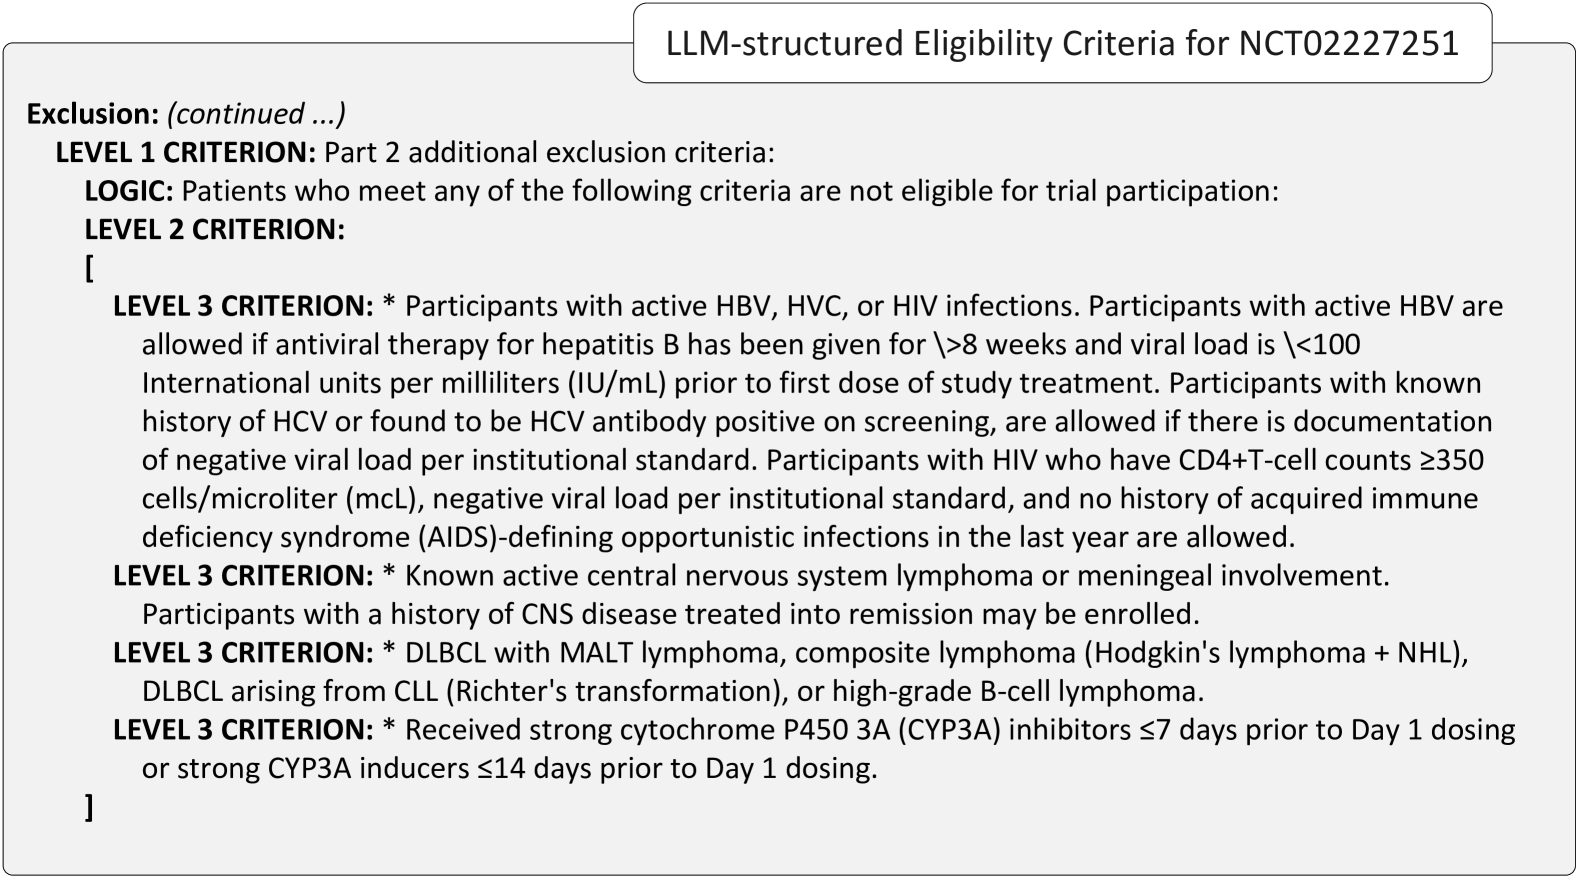 LLM-structured Eligibility Criteria for NCT02227251
Exclusion: (continued ...)
LEVEL 1 CRITERION: Part 2 additional exclusion criteria:
LOGIC: Patients who meet any of the following criteria are not eligible for trial participation:
LEVEL 2 CRITERION:
[
LEVEL 3 CRITERION: * Participants with active HBV, HVC, or HIV infections. Participants with active HBV are
allowed if antiviral therapy for hepatitis B has been given for \>8 weeks and viral load is \<100
International units per milliliters (IU/mL) prior to first dose of study treatment. Participants with known
history of HCV or found to be HCV antibody positive on screening, are allowed if there is documentation
of negative viral load per institutional standard. Participants with HIV who have CD4+T-cell counts ≥350
cells/microliter (mcL), negative viral load per institutional standard, and no history of acquired immune
deficiency syndrome (AIDS)-defining opportunistic infections in the last year are allowed.
LEVEL 3 CRITERION: * Known active central nervous system lymphoma or meningeal involvement.
Participants with a history of CNS disease treated into remission may be enrolled.
LEVEL 3 CRITERION: * DLBCL with MALT lymphoma, composite lymphoma (Hodgkin's lymphoma + NHL),
DLBCL arising from CLL (Richter's transformation), or high-grade B-cell lymphoma.
LEVEL 3 CRITERION: * Received strong cytochrome P450 3A (CYP3A) inhibitors ≤7 days prior to Day 1 dosing
or strong CYP3A inducers ≤14 days prior to Day 1 dosing.
]